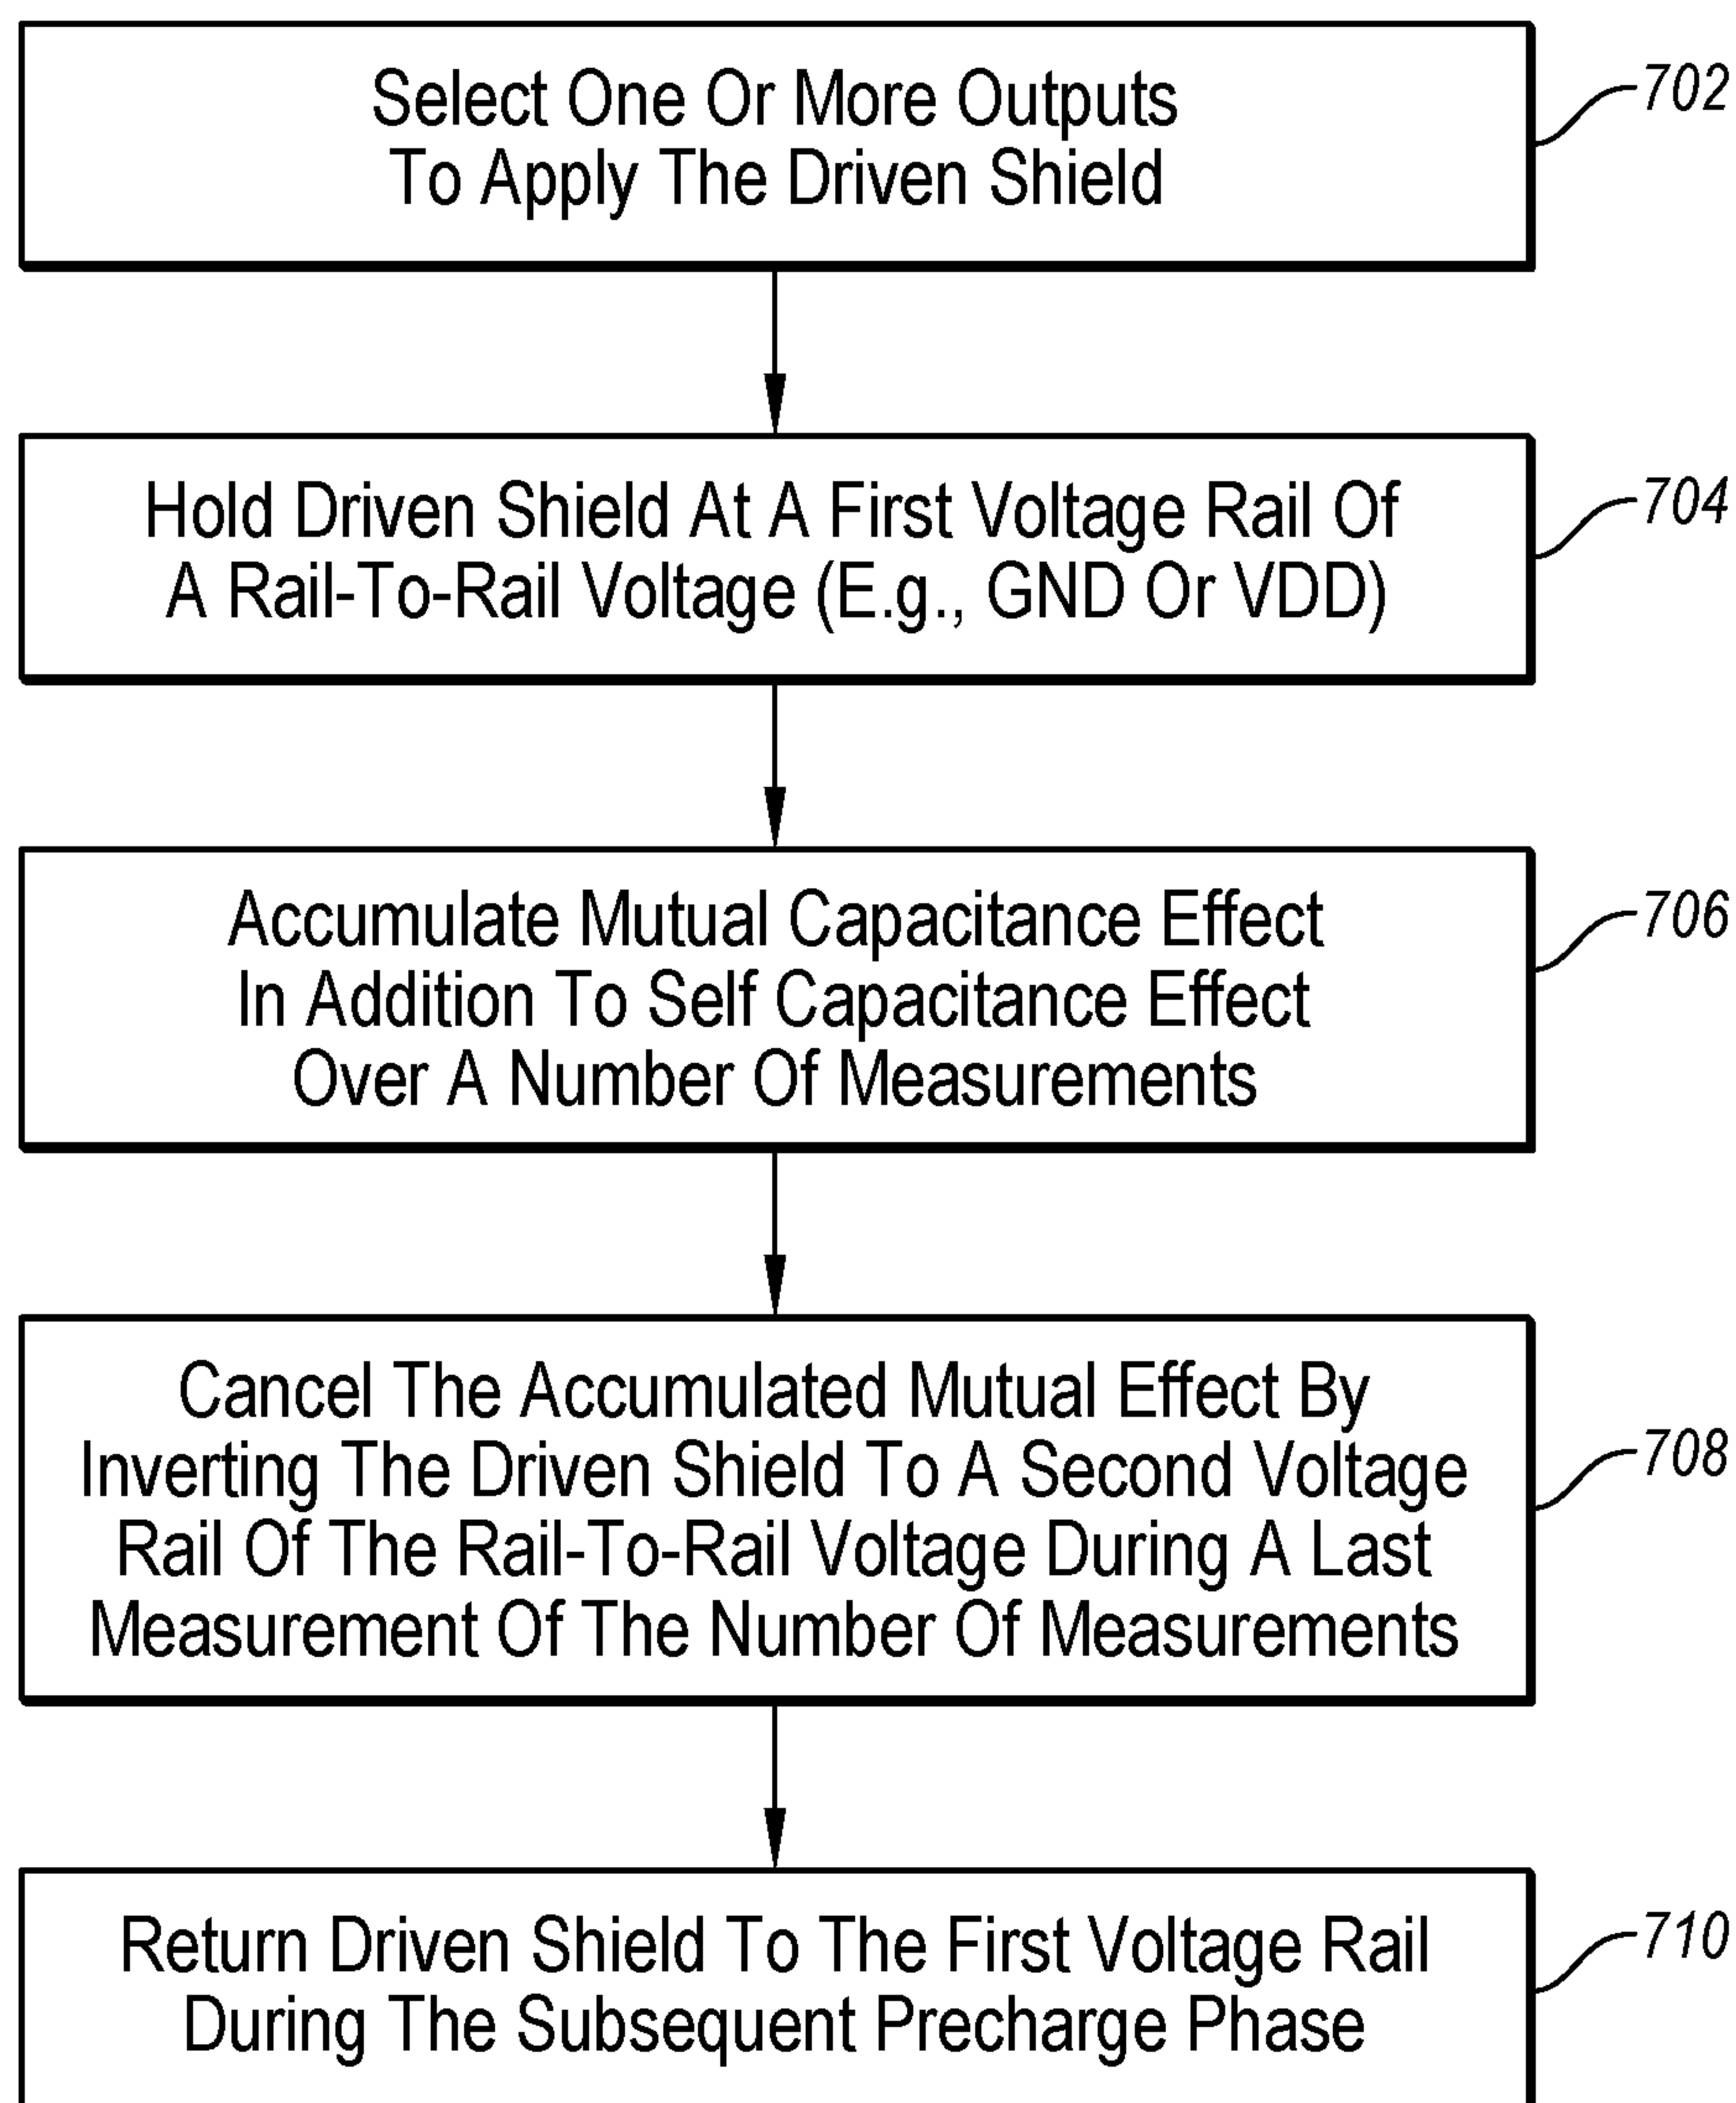 Select One Or More Outputs
To Apply The Driven Shield
702
Hold Driven Shield At A First Voltage Rail Of
A Rail-To-Rail Voltage (E.g., GND Or VDD)
704
Accumulate Mutual Capacitance Effect
In Addition To Self Capacitance Effect
Over A Number Of Measurements
706
Cancel The Accumulated Mutual Effect By
Inverting The Driven Shield To A Second Voltage
Rail Of The Rail-To-Rail Voltage During A Last
Measurement Of The Number Of Measurements
708
Return Driven Shield To The First Voltage Rail
During The Subsequent Precharge Phase
710